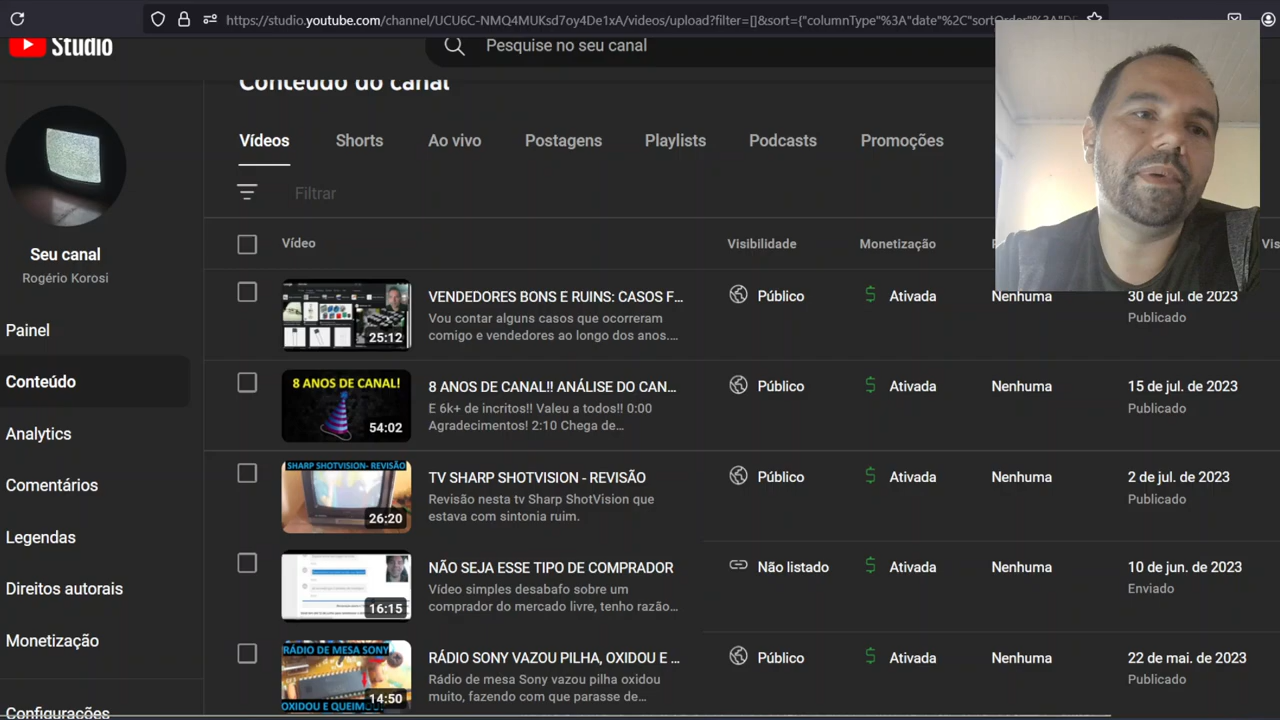 https://studio.youtube.com/channel/UCU6C-NMQ4MUKsd7oy4De1xA/videos/upload?filter=[]&sort={"columnType"%3A"date"%2C"sortOrder"%3A"D
Studio
Pesquise no seu canal
Conteúdo do canal
Vídeos Shorts Ao vivo Postagens Playlists Podcasts Promoções
Filtrar
Seu canal
Rogério Korosi
Painel
Conteúdo
Analytics
Comentários
Legendas
Direitos autorais
Monetização
Configurações
Vídeo Visibilidade Monetização
25:12
VENDEDORES BONS E RUINS: CASOS F... Público Ativada Nenhuma 30 de jul. de 2023
Vou contar alguns casos que ocorreram Publicado
comigo e vendedores ao longo dos anos....
8 ANOS DE CANAL!
54:02
8 ANOS DE CANAL!! ANÁLISE DO CAN... Público Ativada Nenhuma 15 de jul. de 2023
E 6k+ de incritos!! Valeu a todos!! 0:00 Publicado
Agradecimentos! 2:10 Chega de...
SHARP SHOTVISION- REVISÃO
26:20
TV SHARP SHOTVISION - REVISÃO Público Ativada Nenhuma 2 de jul. de 2023
Revisão nesta tv Sharp ShotVision que Publicado
estava com sintonia ruim.
16:15
NÃO SEJA ESSE TIPO DE COMPRADOR Não listado Ativada Nenhuma 10 de jun. de 2023
Vídeo simples desabafo sobre um Enviado
comprador do mercado livre, tenho razão...
RÁDIO DE MESA SONY
14:50
OXIDOU E QUEIMOU
RÁDIO SONY VAZOU PILHA, OXIDOU E ... Público Ativada Nenhuma 22 de mai. de 2023
Rádio de mesa Sony vazou pilha oxidou Publicado
muito, fazendo com que parasse de...